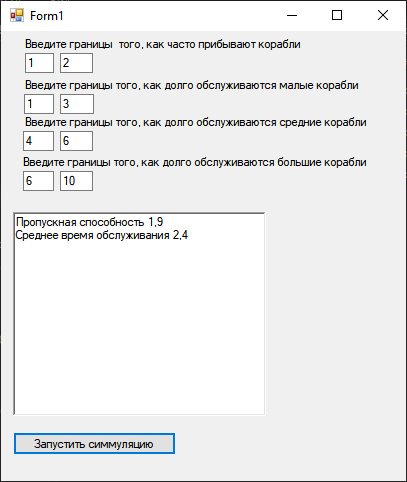 Form1
Введите границы того, как часто прибывают корабли
1 2
Введите границы того, как долго обслуживаются малые корабли
1 3
Введите границы того, как долго обслуживаются средние корабли
4 6
Введите границы того, как долго обслуживаются большие корабли
6 10
Пропускная способность 1,9
Среднее время обслуживания 2,4
Запустить симмуляцию